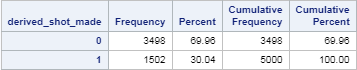 derived_shot_made Frequency Percent Cumulative Frequency Cumulative Percent
0 3498 69.96 3498 69.96
1 1502 30.04 5000 100.00